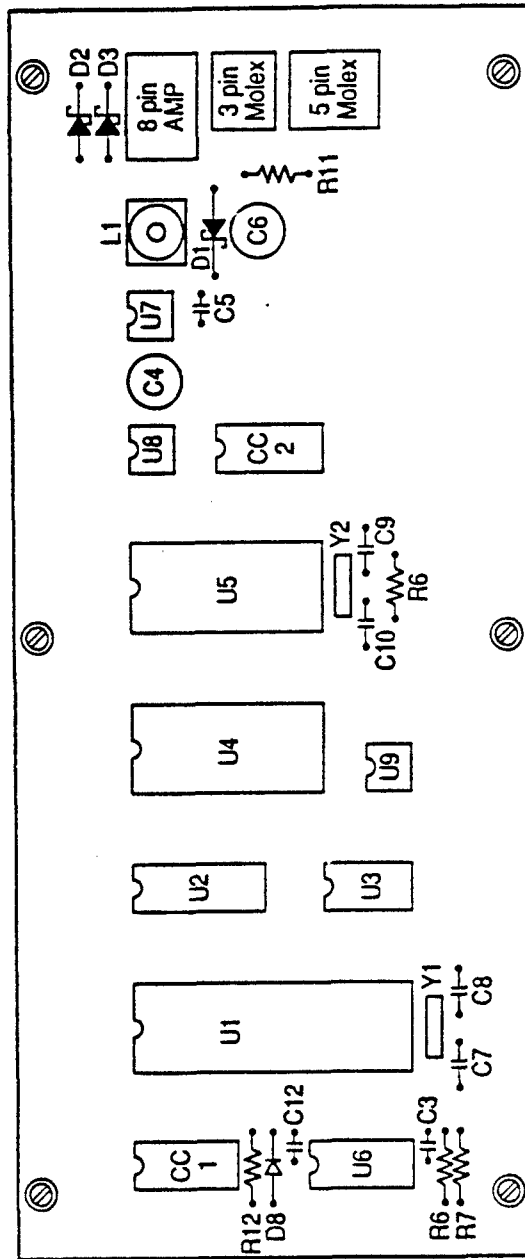 D2
D3
8 pin
AMP
3 pin
Molex
5 pin
Molex
L1
D1
C6
R11
U7
C5
C4
U8
CC
2
U5
Y2
C9
C10
R6
U4
U9
U2
U3
U1
Y1
C7
C8
CC
1
R12
D8
C12
U6
C3
R6
R7